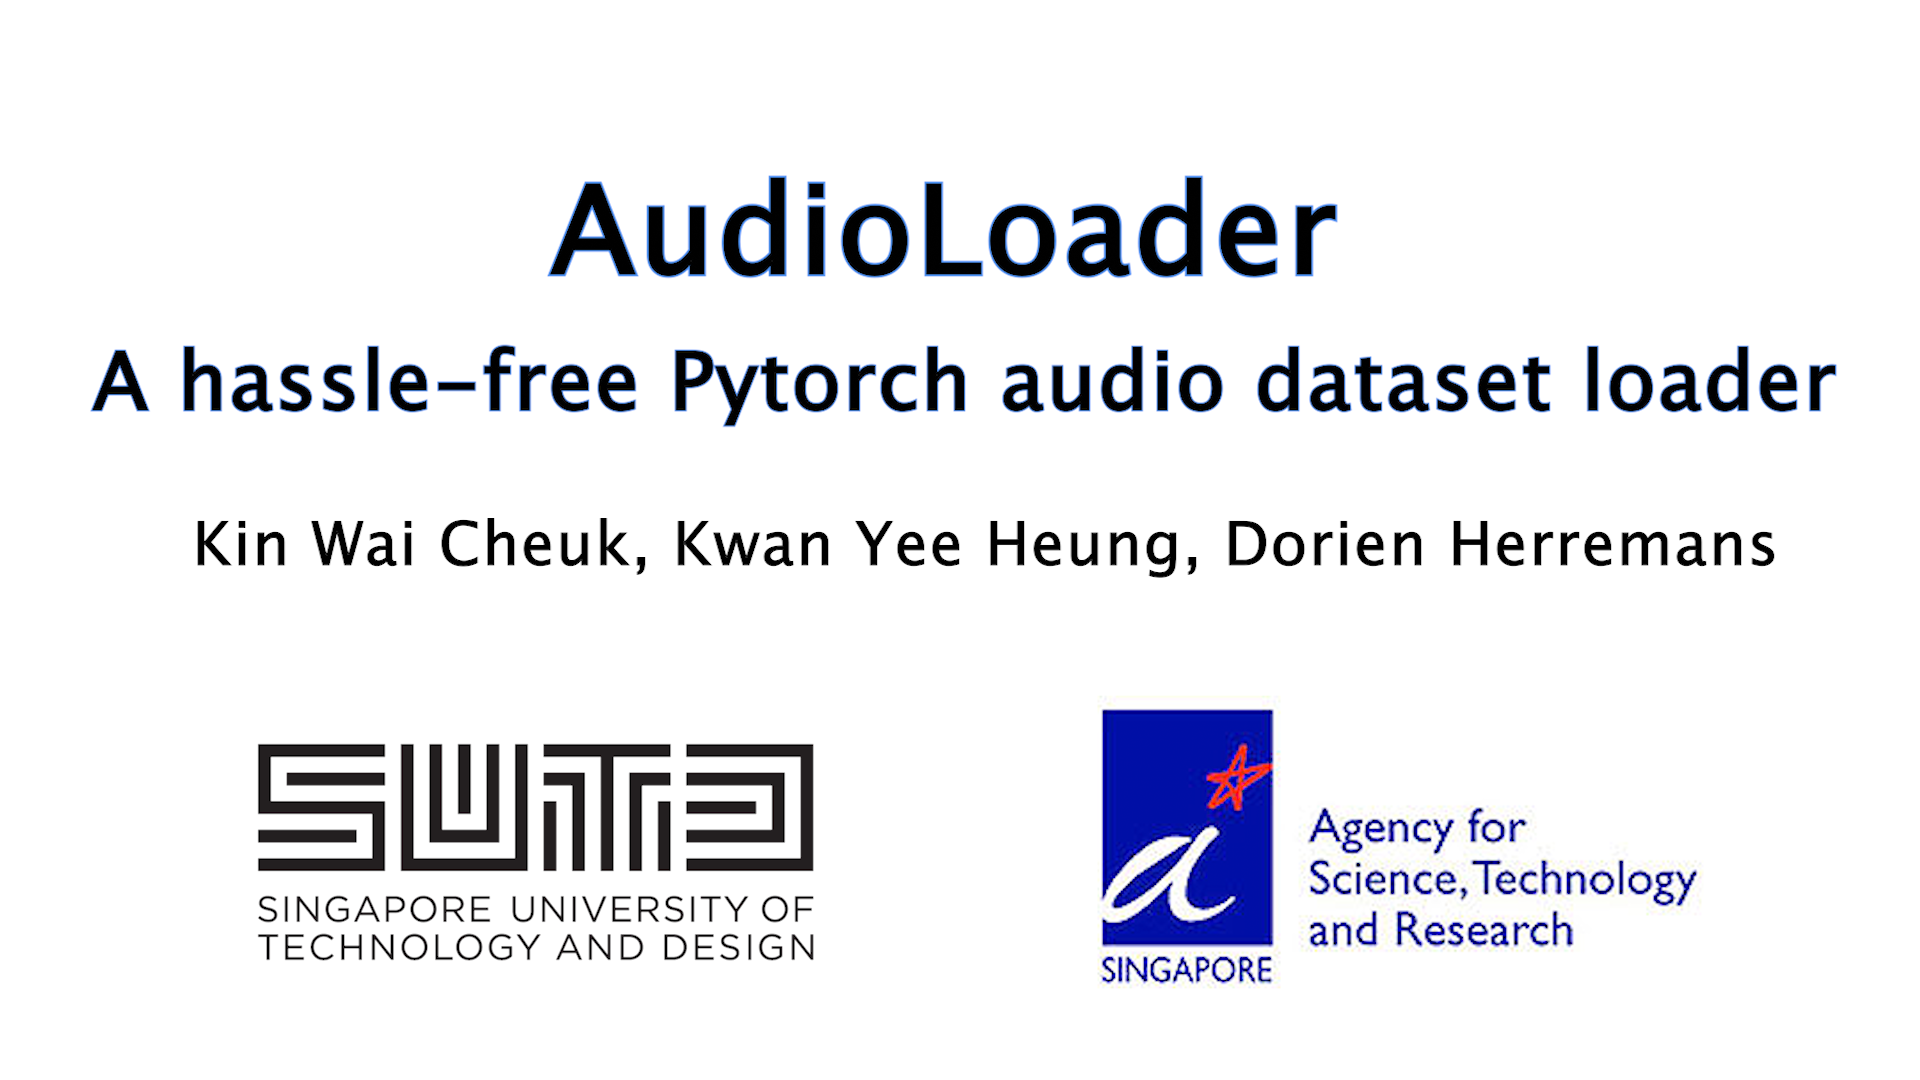 AudioLoader
A hassle-free Pytorch audio dataset loader
Kin Wai Cheuk, Kwan Yee Heung, Dorien Herremans
SUTD
SINGAPORE UNIVERSITY OF
TECHNOLOGY AND DESIGN
a
SINGAPORE
Agency for
Science, Technology
and Research